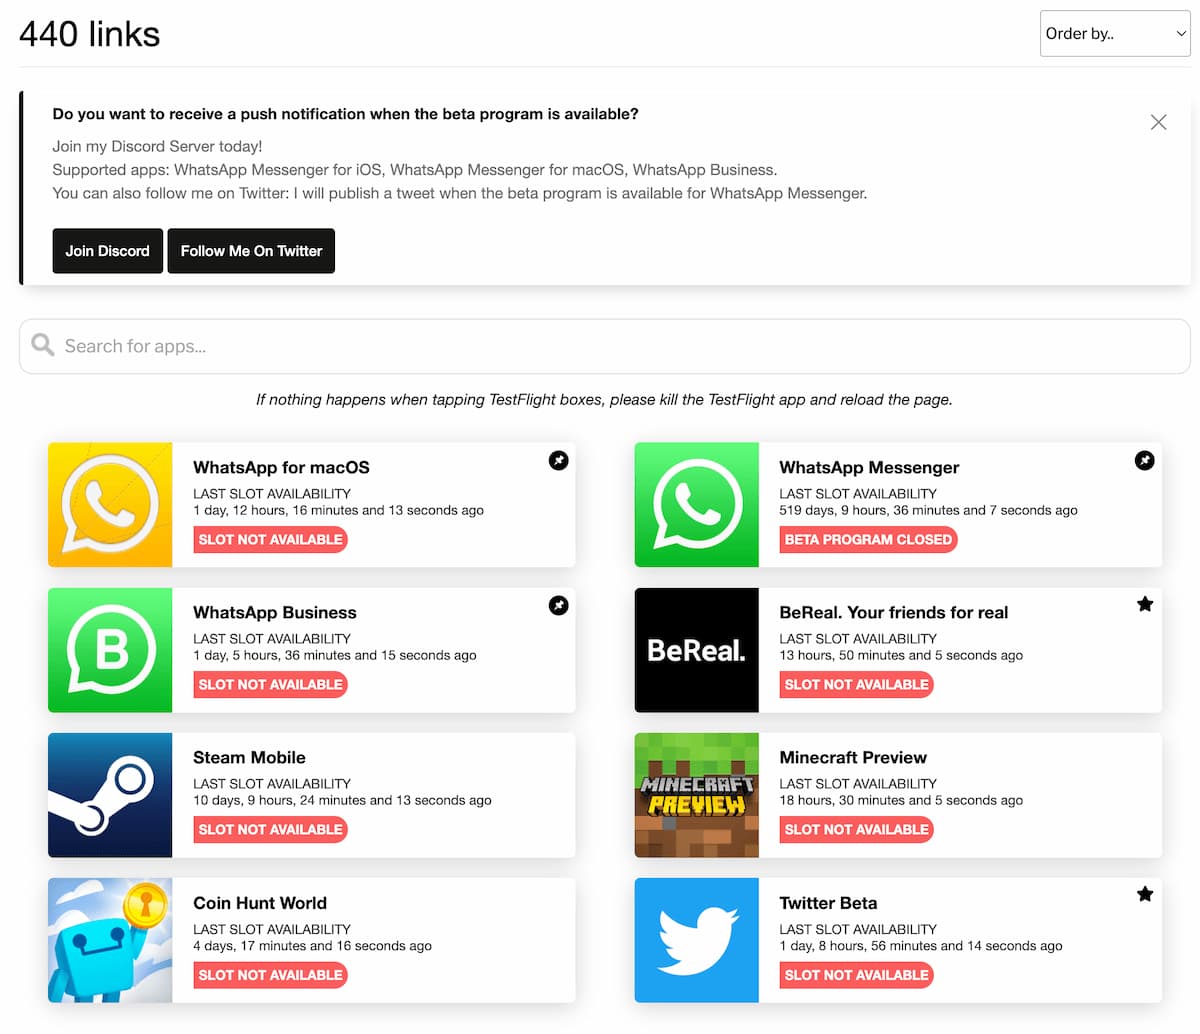 440 links
Order by..
Do you want to receive a push notification when the beta program is available?
Join my Discord Server today!
Supported apps: WhatsApp Messenger for iOS, WhatsApp Messenger for macOS, WhatsApp Business.
You can also follow me on Twitter: I will publish a tweet when the beta program is available for WhatsApp Messenger.
Join Discord
Follow Me On Twitter
Search for apps...
If nothing happens when tapping TestFlight boxes, please kill the TestFlight app and reload the page.
WhatsApp for macOS
LAST SLOT AVAILABILITY
1 day, 12 hours, 16 minutes and 13 seconds ago
SLOT NOT AVAILABLE
WhatsApp Messenger
LAST SLOT AVAILABILITY
519 days, 9 hours, 36 minutes and 7 seconds ago
BETA PROGRAM CLOSED
B
WhatsApp Business
LAST SLOT AVAILABILITY
1 day, 5 hours, 36 minutes and 15 seconds ago
SLOT NOT AVAILABLE
BeReal.
BeReal. Your friends for real
LAST SLOT AVAILABILITY
13 hours, 50 minutes and 5 seconds ago
SLOT NOT AVAILABLE
Steam Mobile
LAST SLOT AVAILABILITY
10 days, 9 hours, 24 minutes and 13 seconds ago
SLOT NOT AVAILABLE
MINECRAFT
PREVIEW
Minecraft Preview
LAST SLOT AVAILABILITY
18 hours, 30 minutes and 5 seconds ago
SLOT NOT AVAILABLE
Coin Hunt World
LAST SLOT AVAILABILITY
4 days, 17 minutes and 16 seconds ago
SLOT NOT AVAILABLE
Twitter Beta
LAST SLOT AVAILABILITY
1 day, 8 hours, 56 minutes and 14 seconds ago
SLOT NOT AVAILABLE